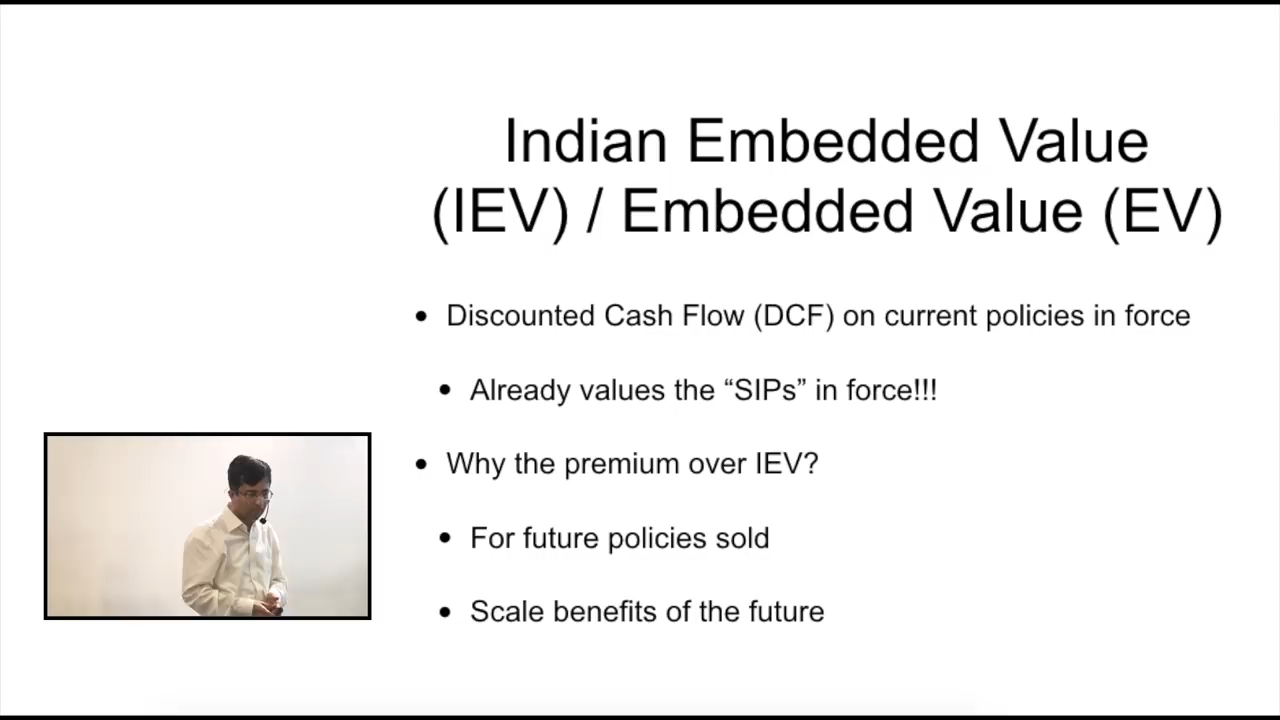 Indian Embedded Value
(IEV) / Embedded Value (EV)
• Discounted Cash Flow (DCF) on current policies in force
• Already values the “SIPs” in force!!!
• Why the premium over IEV?
• For future policies sold
• Scale benefits of the future